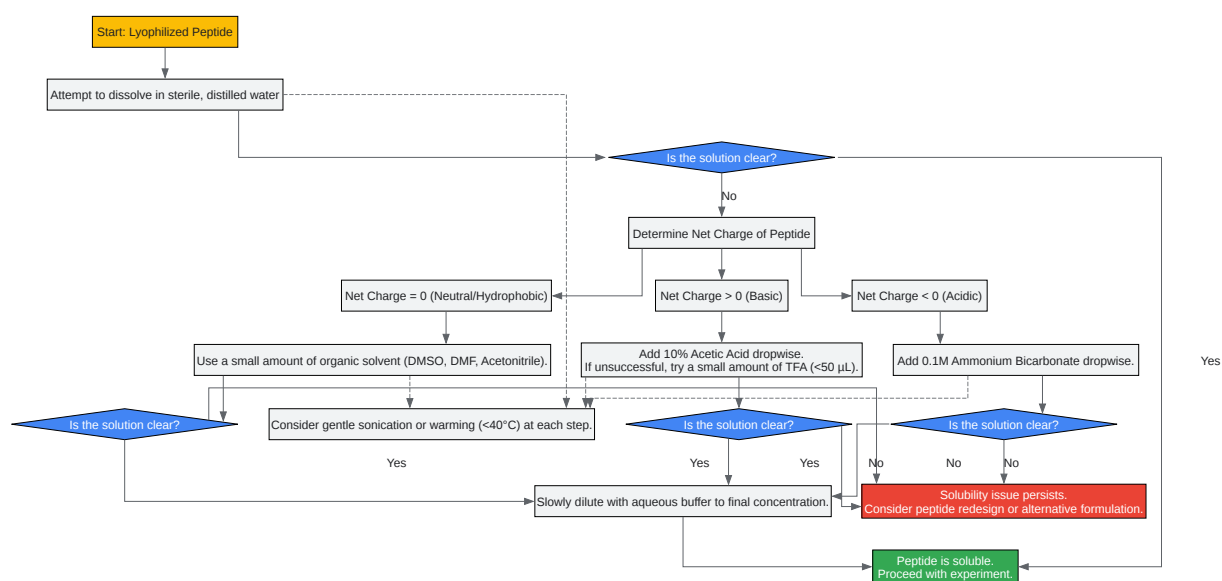 Start: Lyophilized Peptide
Attempt to dissolve in sterile, distilled water
Is the solution clear?
No
Determine Net Charge of Peptide
Net Charge = 0 (Neutral/Hydrophobic)
Net Charge > 0 (Basic)
Net Charge < 0 (Acidic)
Use a small amount of organic solvent (DMSO, DMF, Acetonitrile).
Add 10% Acetic Acid dropwise.
If unsuccessful, try a small amount of TFA (<50 µL).
Add 0.1M Ammonium Bicarbonate dropwise.
Yes
Is the solution clear?
Consider gentle sonication or warming (<40°C) at each step.
Is the solution clear?
Is the solution clear?
Yes
Yes
Yes
No
No
No
Slowly dilute with aqueous buffer to final concentration.
Solubility issue persists.
Consider peptide redesign or alternative formulation.
Peptide is soluble.
Proceed with experiment.